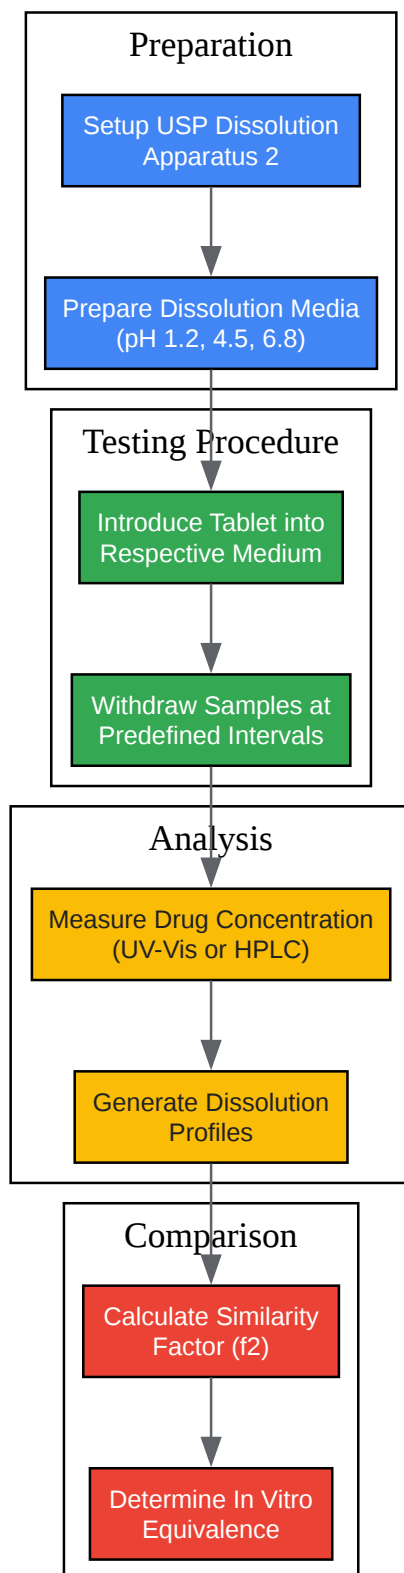 Preparation
Setup USP Dissolution
Apparatus 2
Prepare Dissolution Media
(pH 1.2, 4.5, 6.8)
Testing Procedure
Introduce Tablet into
Respective Medium
Withdraw Samples at
Predefined Intervals
Analysis
Measure Drug Concentration
(UV-Vis or HPLC)
Generate Dissolution
Profiles
Comparison
Calculate Similarity
Factor (f2)
Determine In Vitro
Equivalence